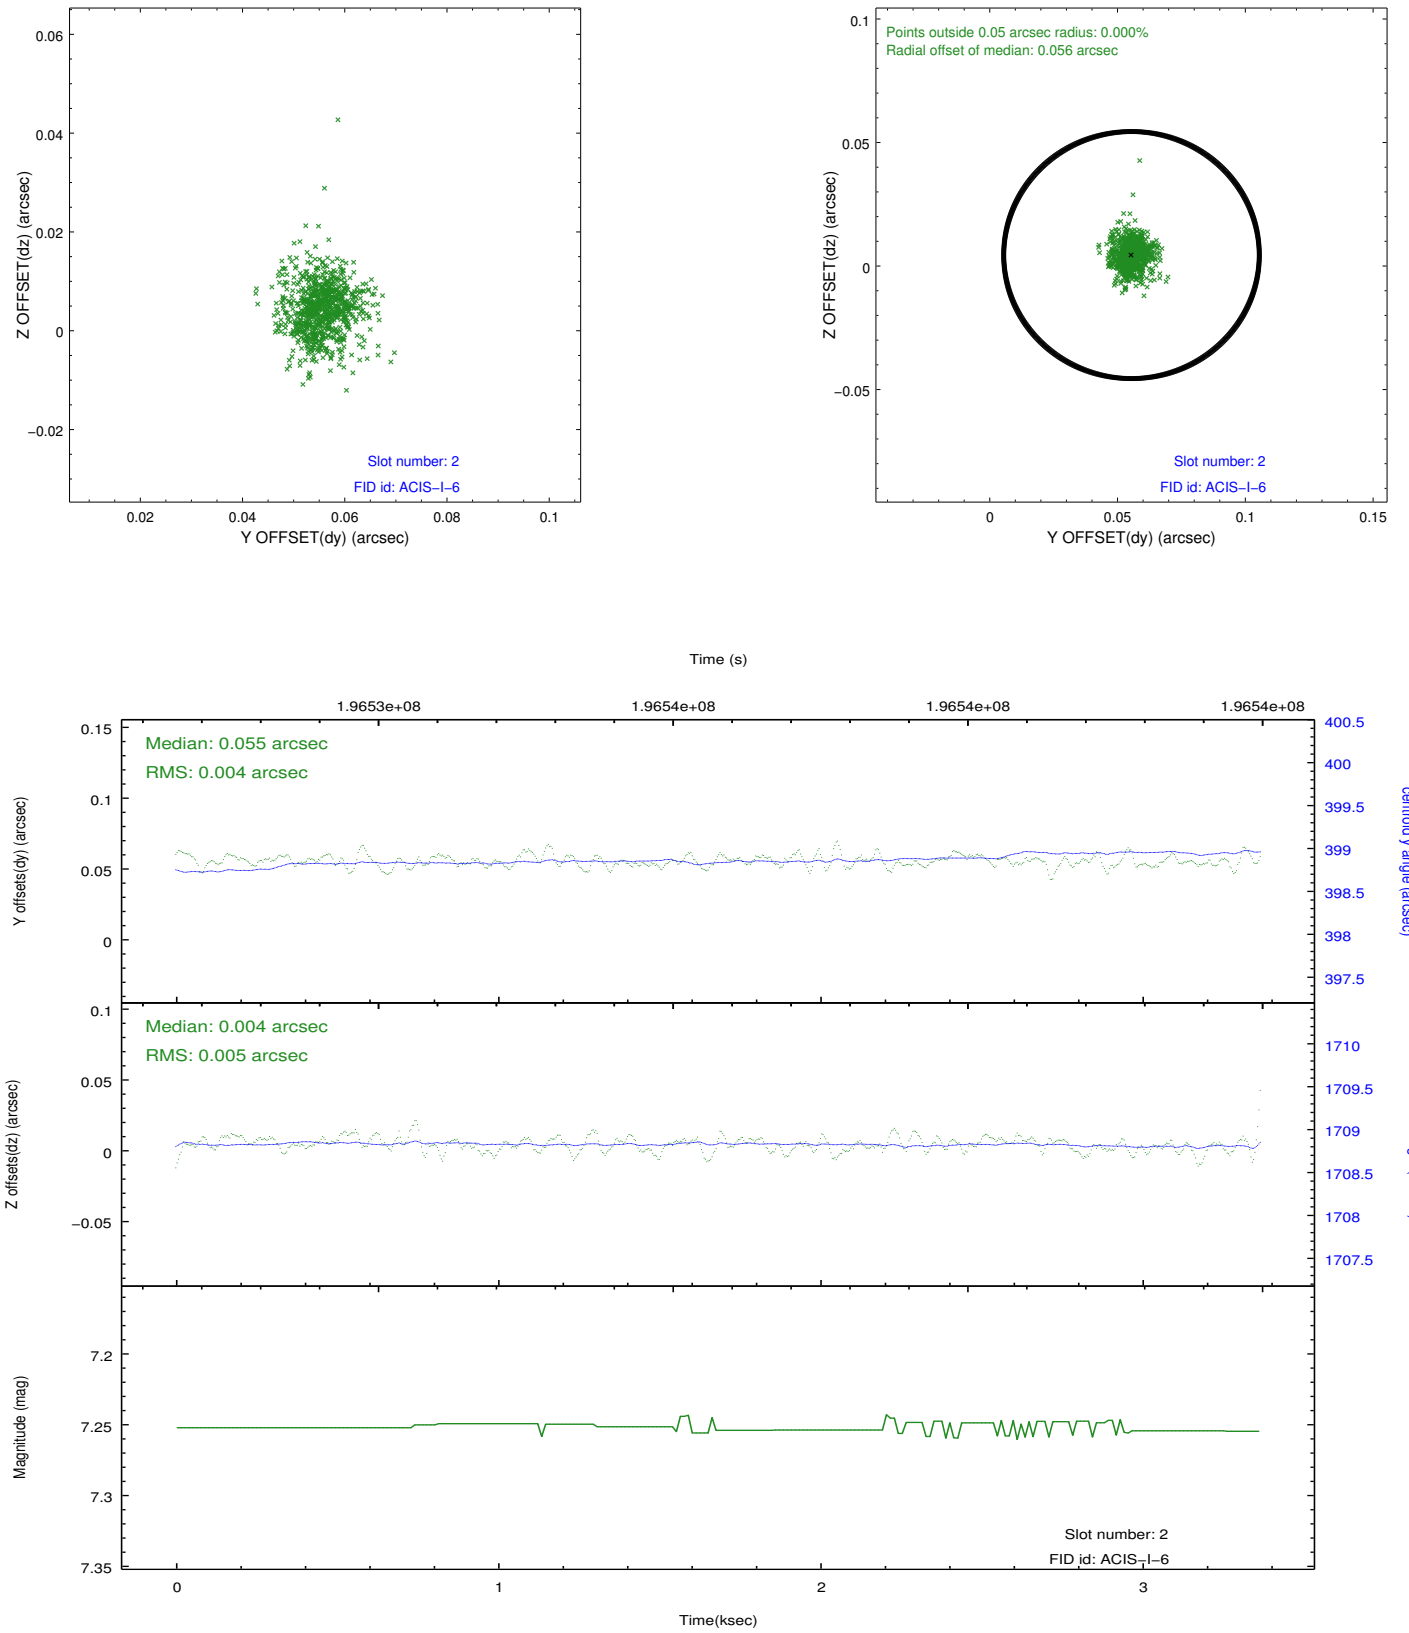 0.06
0.04
0.02
0
−0.02
Z OFFSET(dz) (arcsec)
Slot number: 2
FID id: ACIS−I−6
0.02
0.04
0.06
0.08
0.1
Y OFFSET(dy) (arcsec)
Points outside 0.05 arcsec radius: 0.000%
Radial offset of median: 0.056 arcsec
0.1
0.05
0
−0.05
Z OFFSET(dz) (arcsec)
Slot number: 2
FID id: ACIS−I−6
0
0.05
0.1
0.15
Y OFFSET(dy) (arcsec)
Time (s)
1.9653e+08
1.9654e+08
1.9654e+08
1.9654e+08
Median: 0.055 arcsec
RMS: 0.004 arcsec
0.15
0.1
0.05
0
Y offsets(dy) (arcsec)
400.5
400
399.5
399
398.5
398
397.5
centroid y angle (arcsec)
Median: 0.004 arcsec
RMS: 0.005 arcsec
0.1
0.05
0
−0.05
Z offsets(dz) (arcsec)
1710
1709.5
1709
1708.5
1708
1707.5
7.2
7.25
7.3
7.35
Magnitude (mag)
Slot number: 2
FID id: ACIS−I−6
0
1
2
3
Time(ksec)